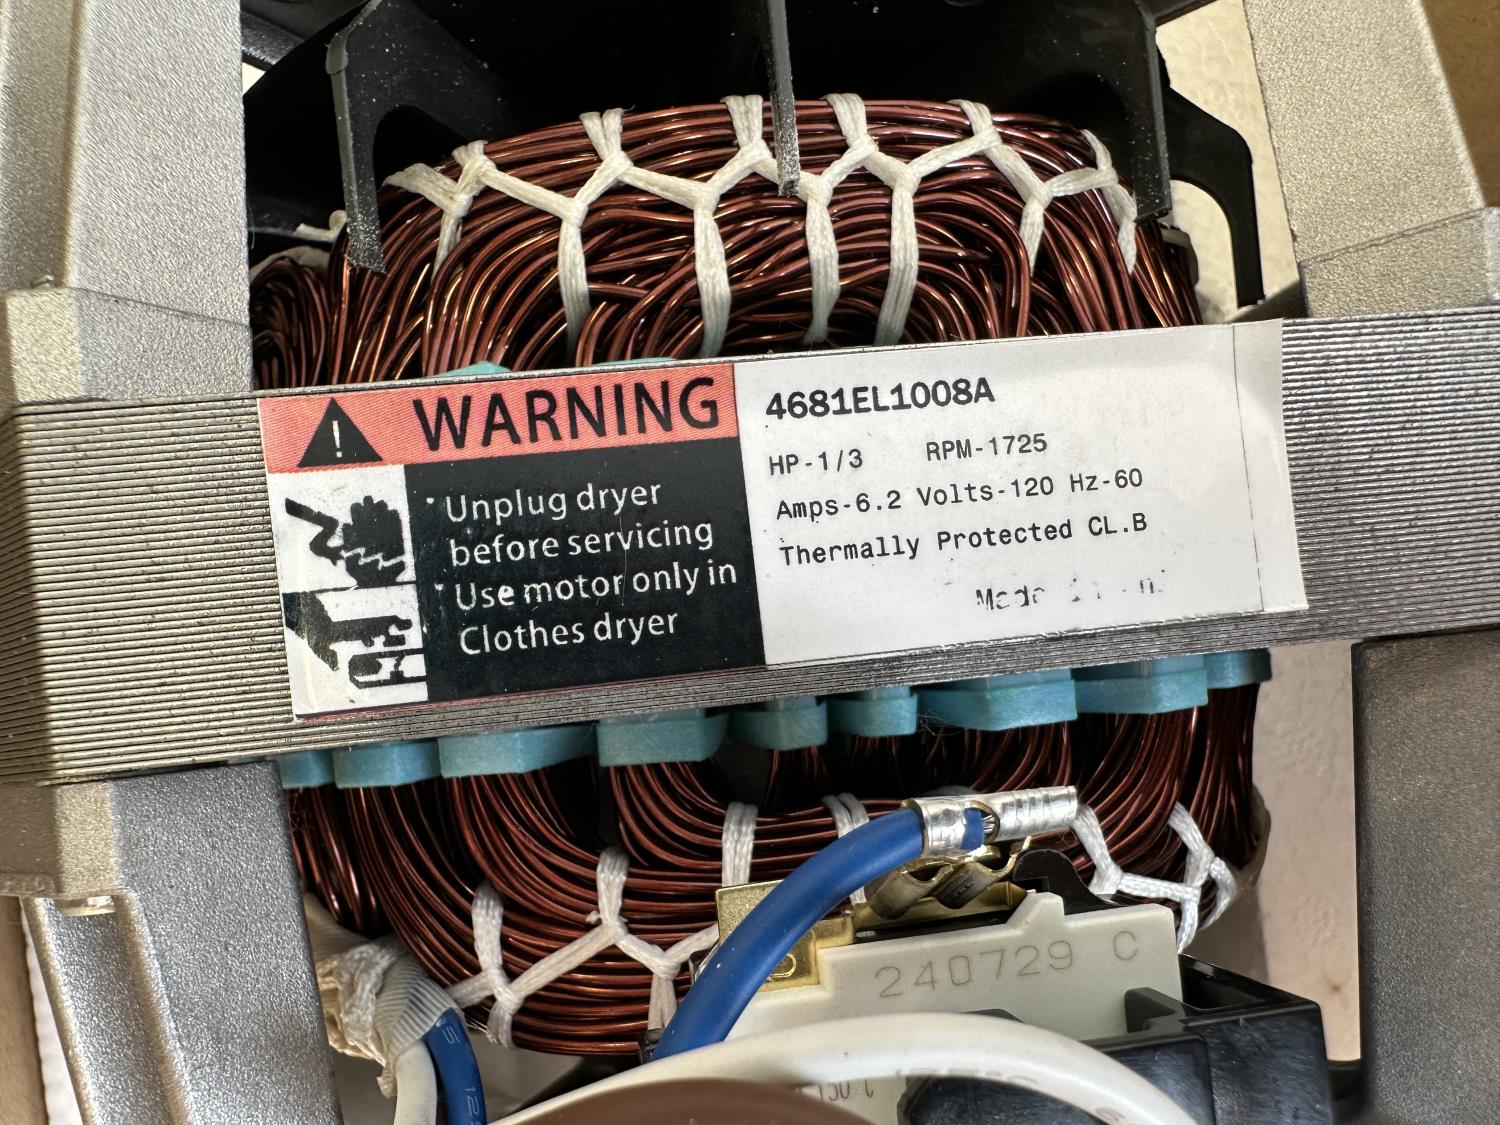 WARNING
· Unplug dryer
before servicing
· Use motor only in
Clothes dryer
4681EL1008A
HP-1/3 RPM-1725
Amps-6.2 Volts-120 Hz-60
Thermally Protected CL.B
Made
240729 C